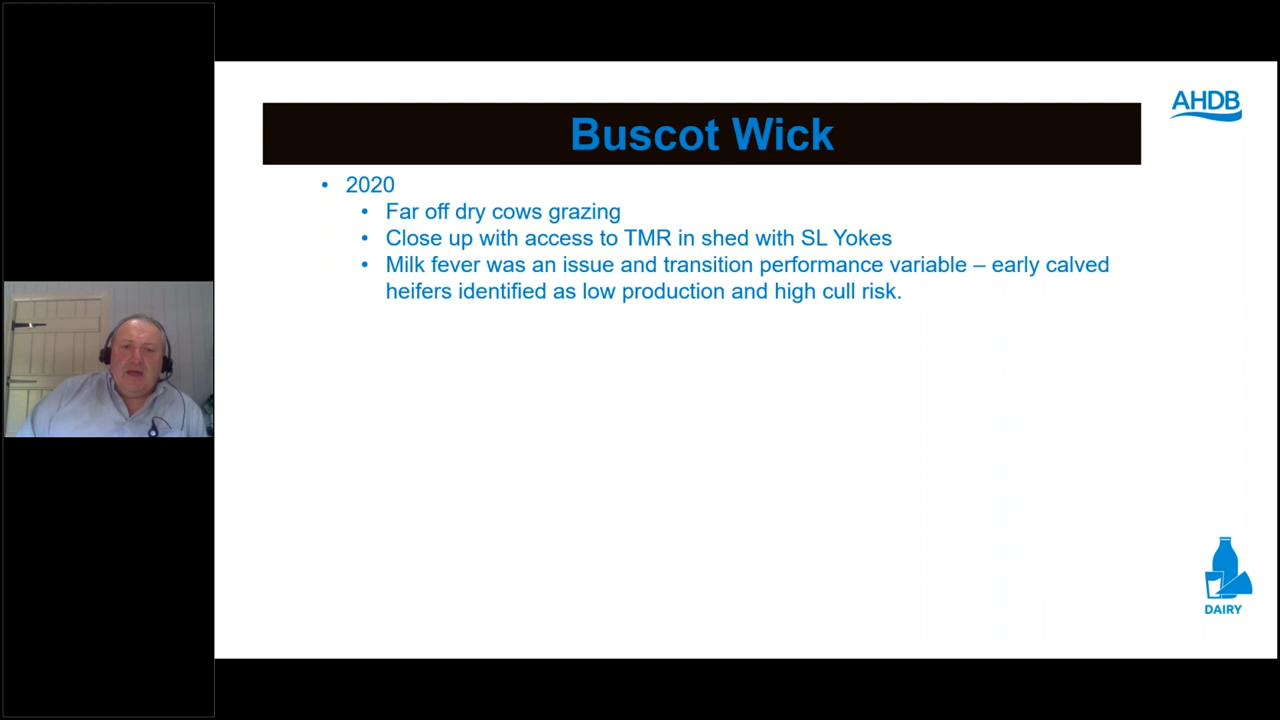 AHDB
Buscot Wick
• 2020
• Far off dry cows grazing
• Close up with access to TMR in shed with SL Yokes
• Milk fever was an issue and transition performance variable – early calved
heifers identified as low production and high cull risk.
DAIRY